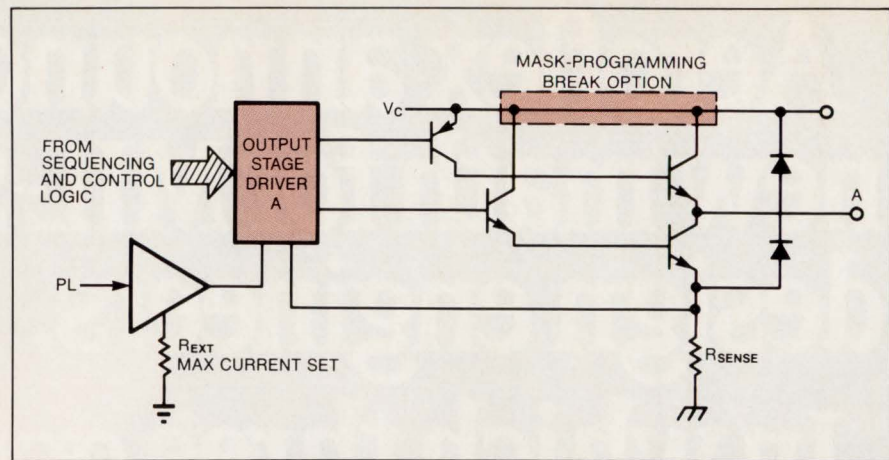 MASK-PROGRAMMING
BREAK OPTION
VC
FROM
SEQUENCING
AND CONTROL
LOGIC
OUTPUT
STAGE
DRIVER
A
A
PL
REXT
MAX CURRENT SET
RSENSE